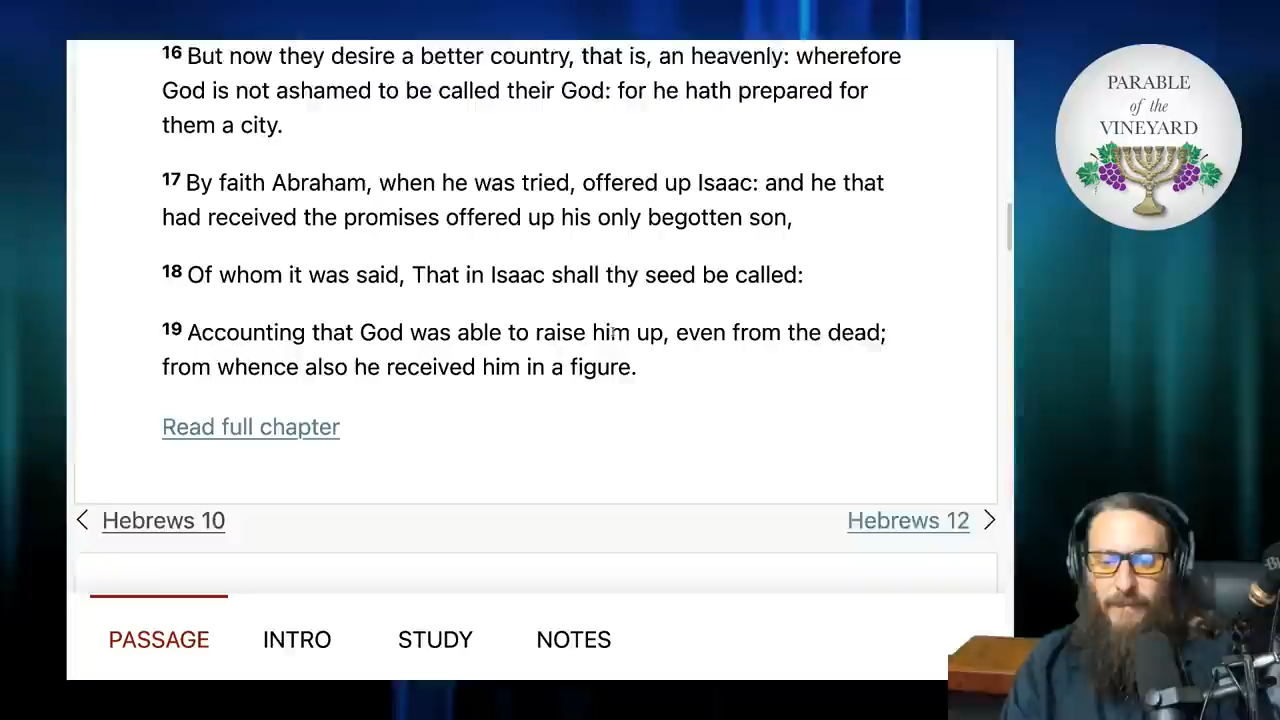 16 But now they desire a better country, that is, an heavenly: wherefore
God is not ashamed to be called their God: for he hath prepared for
them a city.
17 By faith Abraham, when he was tried, offered up Isaac: and he that
had received the promises offered up his only begotten son,
18 Of whom it was said, That in Isaac shall thy seed be called:
19 Accounting that God was able to raise him up, even from the dead;
from whence also he received him in a figure.
Read full chapter
Hebrews 10
Hebrews 12
PASSAGE INTRO STUDY NOTES
PARABLE
of the
VINEYARD